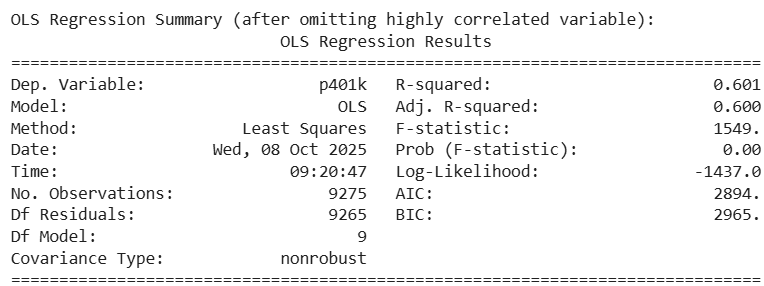 OLS Regression Summary (after omitting highly correlated variable):
OLS Regression Results
==============================================================================
Dep. Variable: p401k R-squared: 0.601
Model: OLS Adj. R-squared: 0.600
Method: Least Squares F-statistic: 1549.
Date: Wed, 08 Oct 2025 Prob (F-statistic): 0.00
Time: 09:20:47 Log-Likelihood: -1437.0
No. Observations: 9275 AIC: 2894.
Df Residuals: 9265 BIC: 2965.
Df Model: 9
Covariance Type: nonrobust
==============================================================================